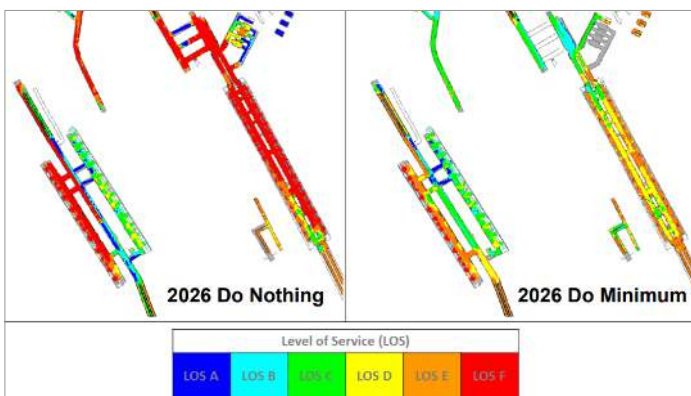 2026 Do Nothing
2026 Do Minimum
Level of Service (LOS)
LOS A LOS B LOS C LOS D LOS E LOS F